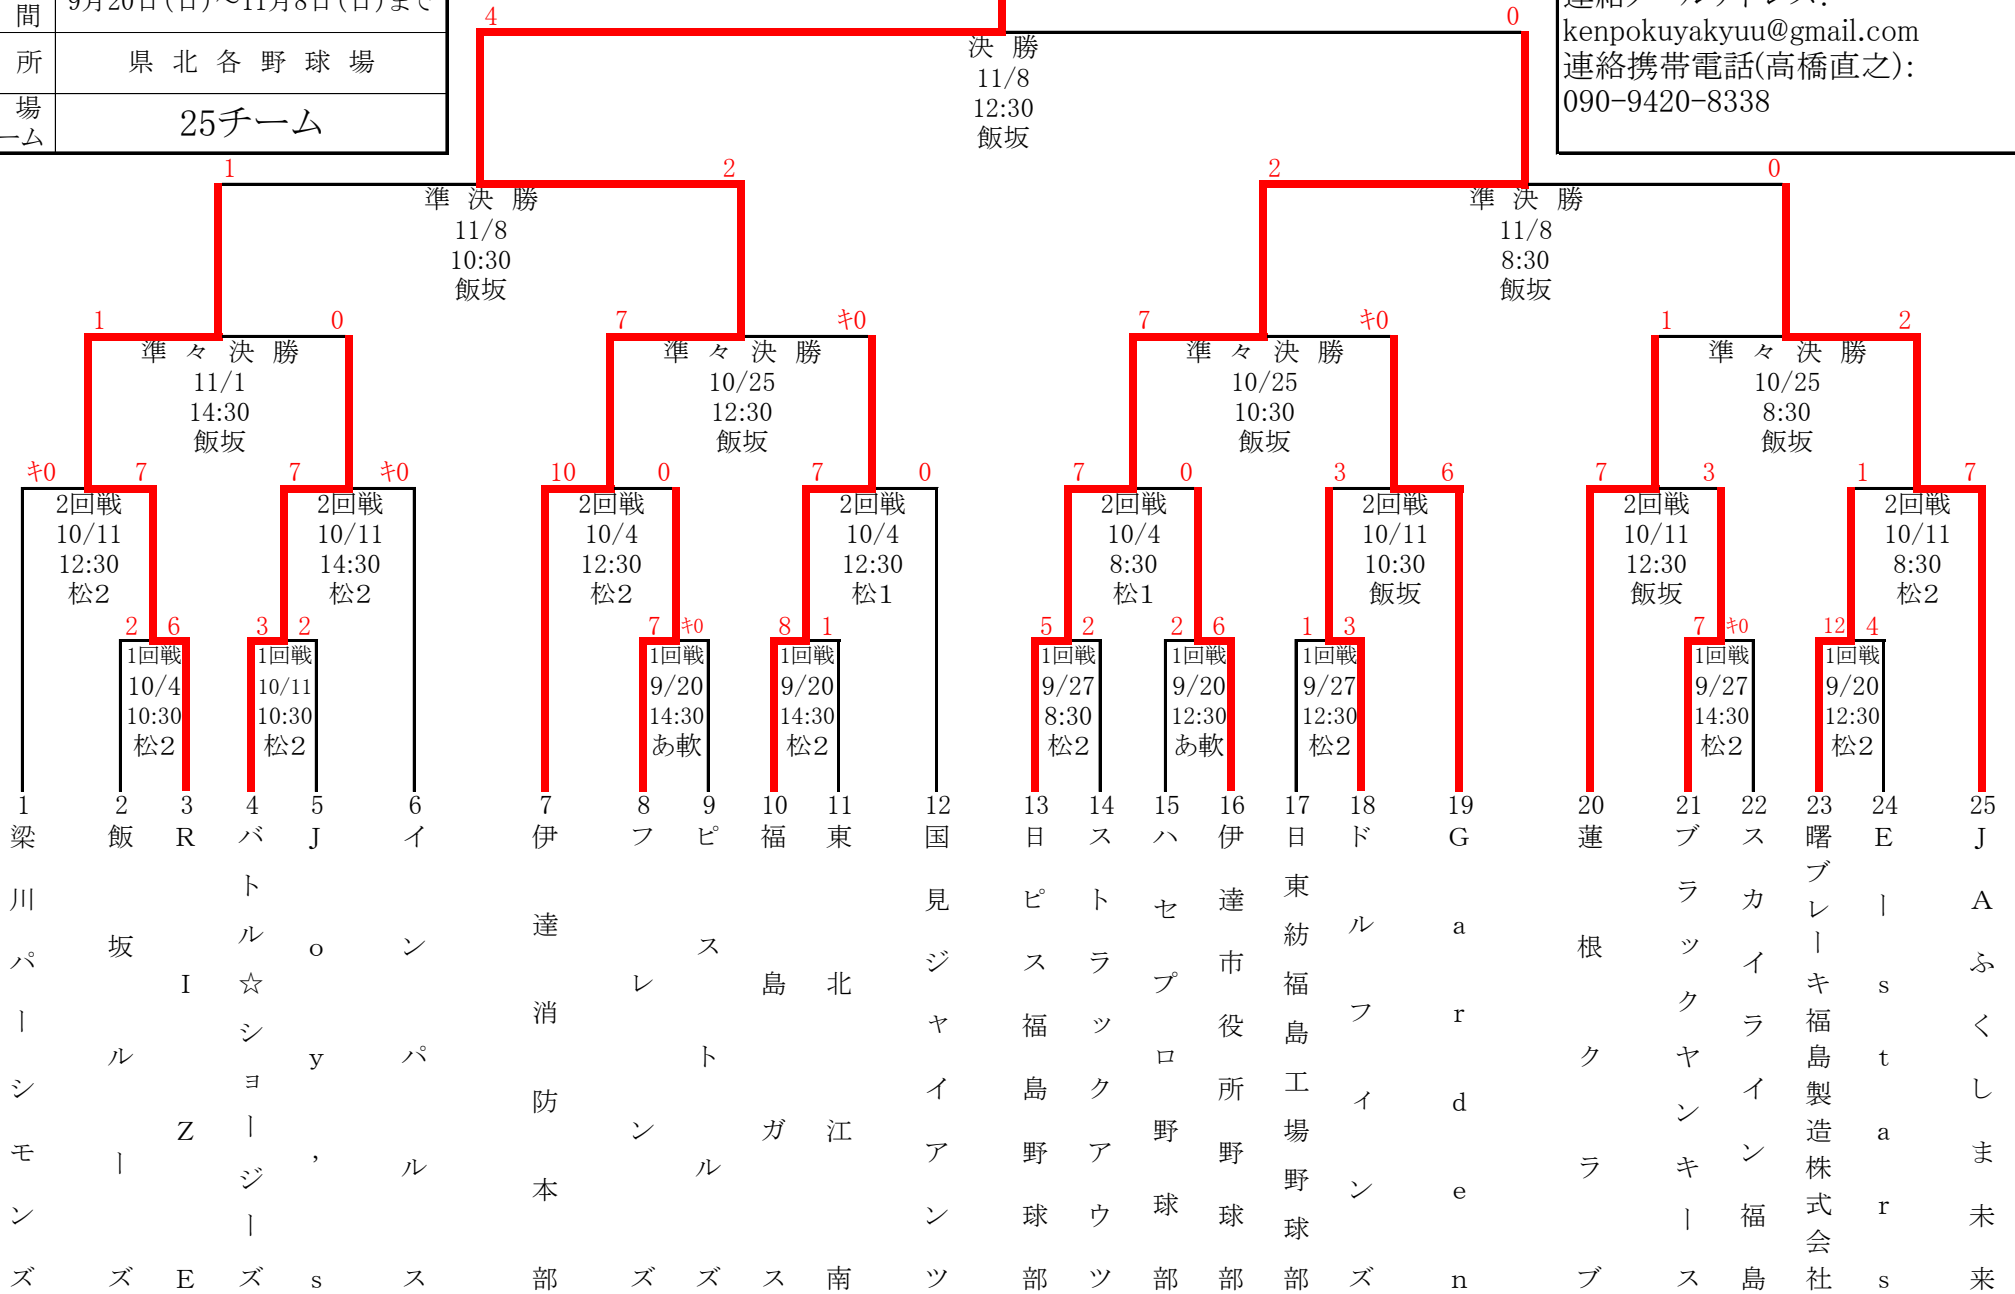 間
9月20日(日)～11月8日(日)まで
所
県北各野球場
場
ーム
25チーム
連絡メールアドレス:
kenpokuyakyuu@gmail.com
連絡携帯電話(高橋直之):
090-9420-8338
4 0
決勝
11/8
12:30
飯坂
1 2 2 0
準決勝
11/8
10:30
飯坂
準決勝
11/8
8:30
飯坂
1 0 7 ｷ0 7 ｷ0 1 2
準々決勝
11/1
14:30
飯坂
準々決勝
10/25
12:30
飯坂
準々決勝
10/25
10:30
飯坂
準々決勝
10/25
8:30
飯坂
ｷ0 7 7 ｷ0 10 0 7 0 7 0 3 6 7 3 1 7
2回戦
10/11
12:30
松2
2回戦
10/11
14:30
松2
2回戦
10/4
12:30
松2
2回戦
10/4
12:30
松1
2回戦
10/4
8:30
松1
2回戦
10/11
10:30
飯坂
2回戦
10/11
12:30
飯坂
2回戦
10/11
8:30
松2
2 6 3 2 7 ｷ0 8 1 5 2 2 6 1 3 7 ｷ0 12 4
1回戦
10/4
10:30
松2
1回戦
10/11
10:30
松2
1回戦
9/20
14:30
あ軟
1回戦
9/20
14:30
松2
1回戦
9/27
8:30
松2
1回戦
9/20
12:30
あ軟
1回戦
9/27
12:30
松2
1回戦
9/27
14:30
松2
1回戦
9/20
12:30
松2
1
梁川パーシモンズ
2
飯坂ルーズ
3
RIZE
4
バトル☆ショージーズ
5
Joy’s
6
インパルス
7
伊達消防本部
8
フレンズ
9
ピストルズ
10
福島ガス
11
東北江南
12
国見ジャイアンツ
13
日ピス福島野球部
14
ストラックアウツ
15
ハセプロ野球部
16
伊達市役所野球部
17
日東紡福島工場野球部
18
ドルフィンズ
19
Garden
20
蓮根クラブ
21
ブラックヤンキース
22
スカイライン福島
23
曙ブレーキ福島製造株式会社
24
E－stars
25
JAふくしま未来